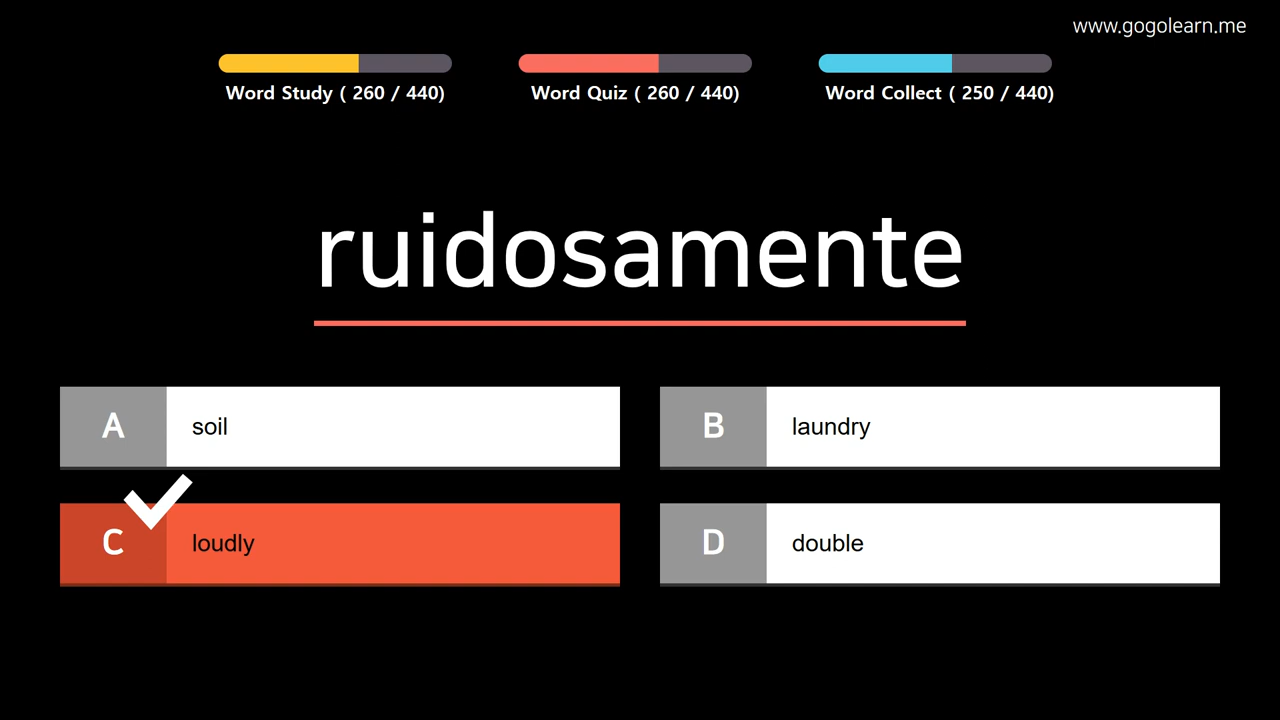 www.gogolearn.me
Word Study ( 260 / 440)
Word Quiz ( 260 / 440)
Word Collect ( 250 / 440)
ruidosamente
A soil
B laundry
C loudly
D double